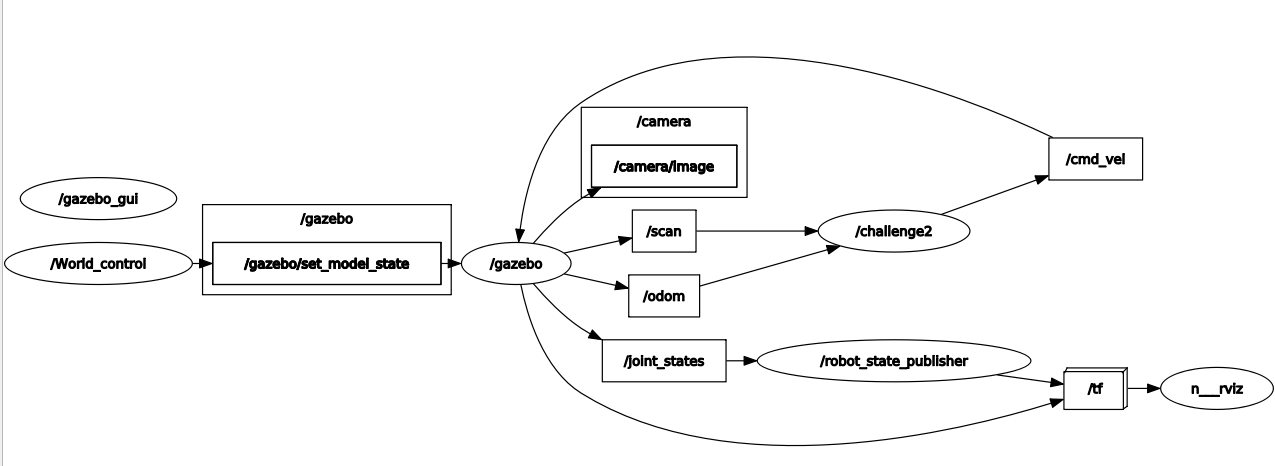 /camera
/camera/image
/cmd_vel
/gazebo_gui
/gazebo
/scan
/challenge2
/World_control
/gazebo/set_model_state
/gazebo
/odom
/joint_states
/robot_state_publisher
/tf
n__rviz